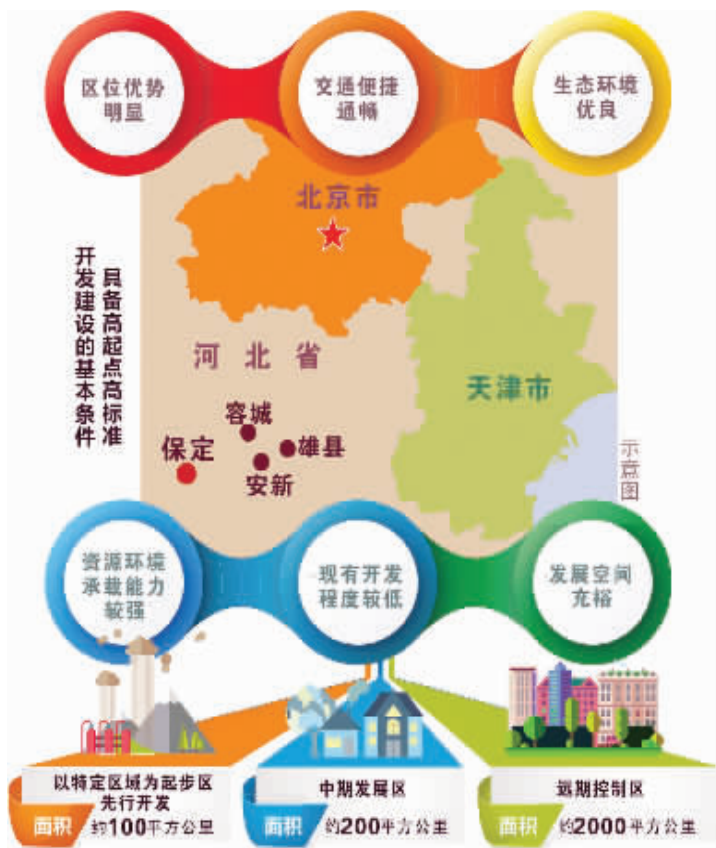 区位优势
明显
交通便捷
通畅
生态环境
优良
北京市
具备高起点高标准
开发建设的基本条件
河北省
天津市
容城
保定
雄县
安新
示意图
资源环境
承载能力
较强
现有开发
程度较低
发展空间
充裕
以特定区域为起步区
先行开发
面积 约100平方公里
中期发展区
面积 约200平方公里
远期控制区
面积 约2000平方公里